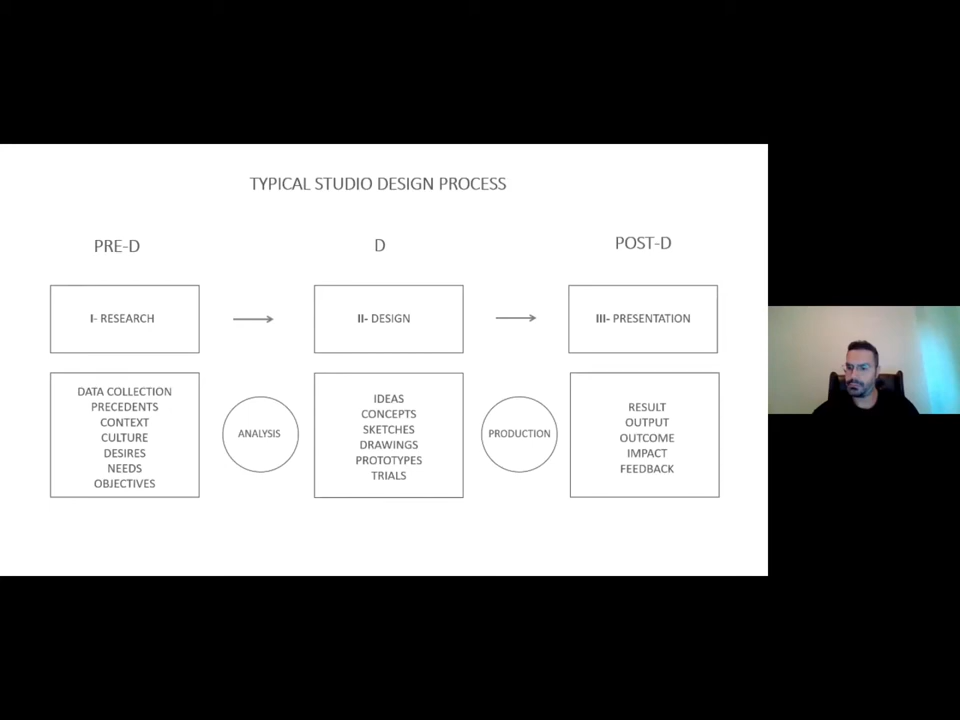 TYPICAL STUDIO DESIGN PROCESS
PRE-D
D
POST-D
I- RESEARCH
II- DESIGN
III- PRESENTATION
DATA COLLECTION
PRECEDENTS
CONTEXT
CULTURE
DESIRES
NEEDS
OBJECTIVES
ANALYSIS
IDEAS
CONCEPTS
SKETCHES
DRAWINGS
PROTOTYPES
TRIALS
PRODUCTION
RESULT
OUTPUT
OUTCOME
IMPACT
FEEDBACK